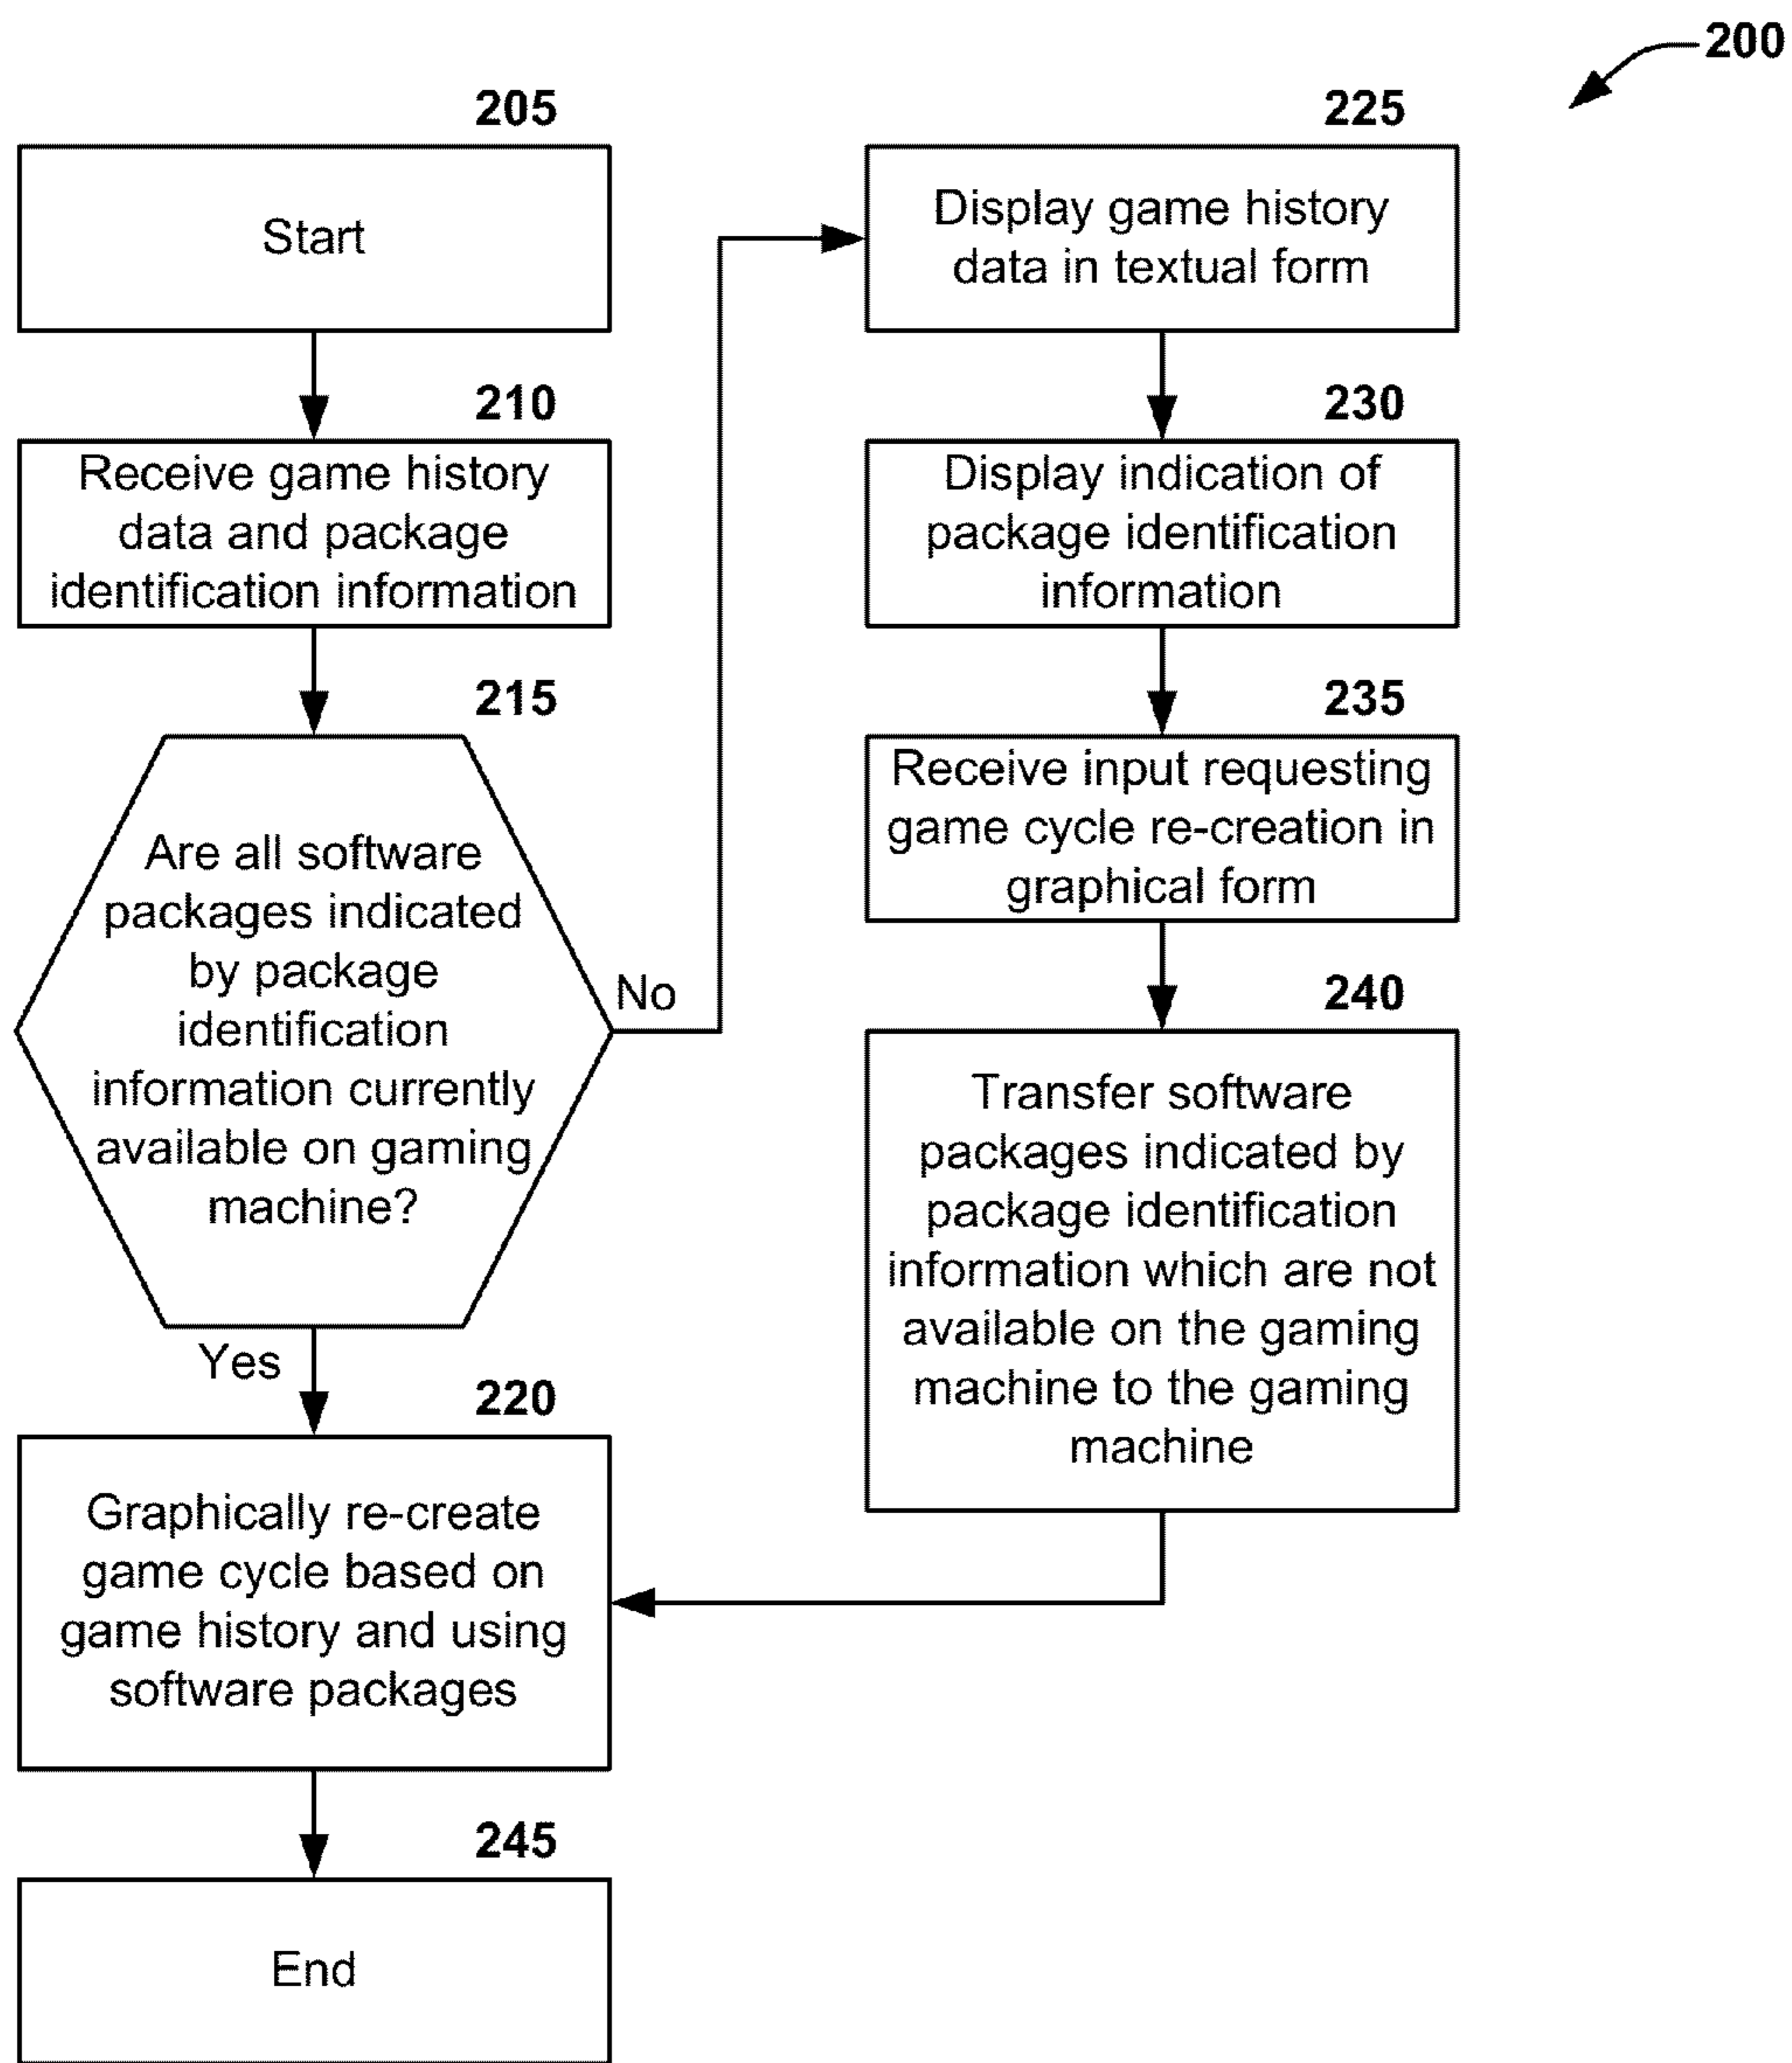 200
205
Start
210
Receive game history
data and package
identification information
215
Are all software
packages indicated
by package
identification
information currently
available on gaming
machine?
No
Yes
220
Graphically re-create
game cycle based on
game history and using
software packages
245
End
225
Display game history
data in textual form
230
Display indication of
package identification
information
235
Receive input requesting
game cycle re-creation in
graphical form
240
Transfer software
packages indicated by
package identification
information which are not
available on the gaming
machine to the gaming
machine